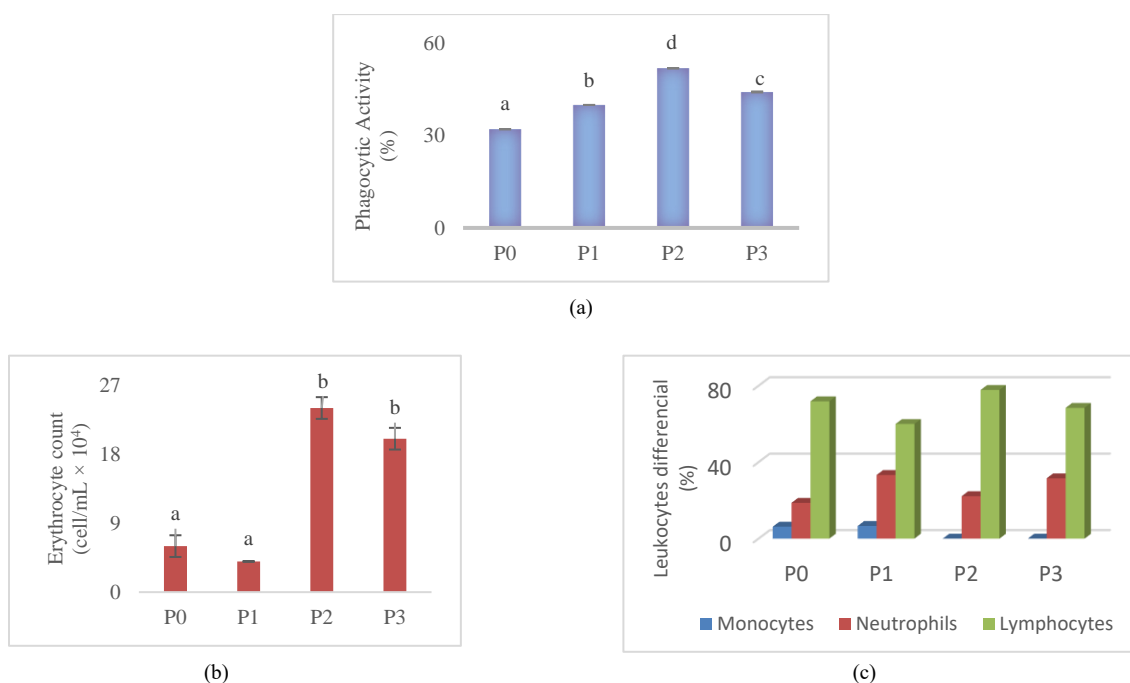 60
30
0
Phagocytic Activity
(%)
a
b
d
c
P0 P1 P2 P3
(a)
27
18
9
0
Erythrocyte count
(cell/mL × 10⁴)
a
a
b
b
P0 P1 P2 P3
(b)
80
40
0
Leukocytes differencial
(%)
P0 P1 P2 P3
Monocytes Neutrophils Lymphocytes
(c)